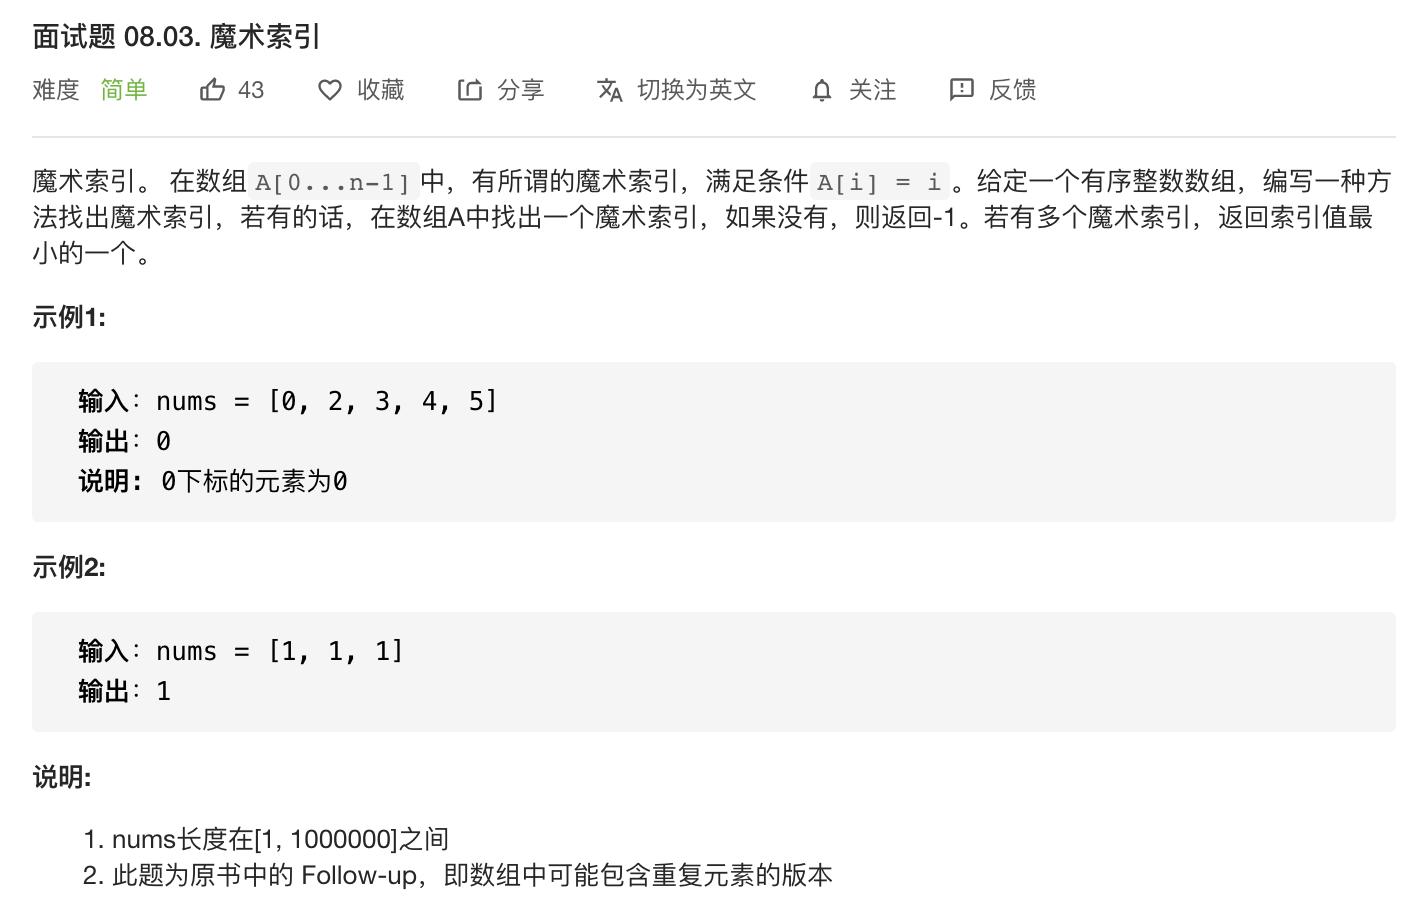 面试题 08.03. 魔术索引
难度 简单 43 收藏 分享 切换为英文 关注 反馈
魔术索引。 在数组 A[0...n-1] 中，有所谓的魔术索引，满足条件 A[i] = i 。给定一个有序整数数组，编写一种方
法找出魔术索引，若有的话，在数组A中找出一个魔术索引，如果没有，则返回-1。若有多个魔术索引，返回索引值最
小的一个。
示例1:
输入：nums = [0, 2, 3, 4, 5]
输出：0
说明: 0下标的元素为0
示例2:
输入：nums = [1, 1, 1]
输出：1
说明:
1. nums长度在[1, 1000000]之间
2. 此题为原书中的 Follow-up，即数组中可能包含重复元素的版本